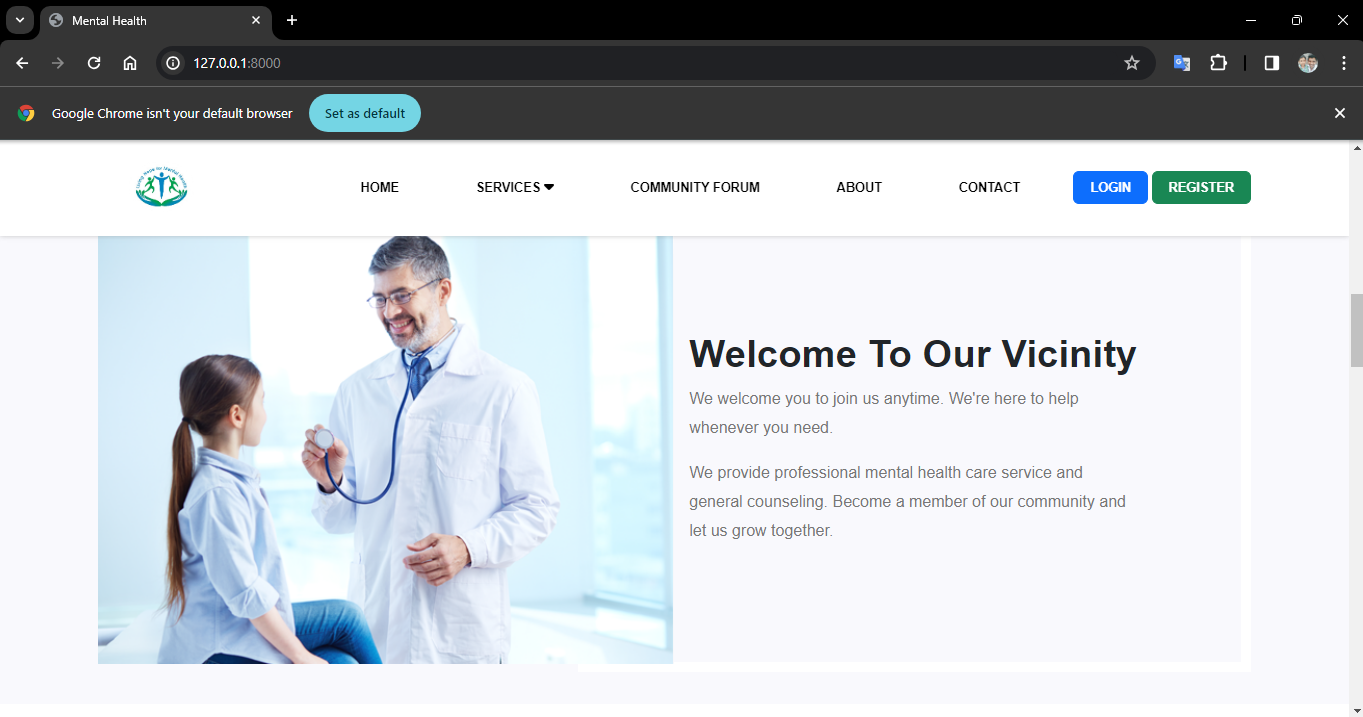 Mental Health
127.0.0.1:8000
Google Chrome isn't your default browser
Set as default
HOME
SERVICES
COMMUNITY FORUM
ABOUT
CONTACT
LOGIN
REGISTER
Welcome To Our Vicinity
We welcome you to join us anytime. We're here to help
whenever you need.
We provide professional mental health care service and
general counseling. Become a member of our community and
let us grow together.